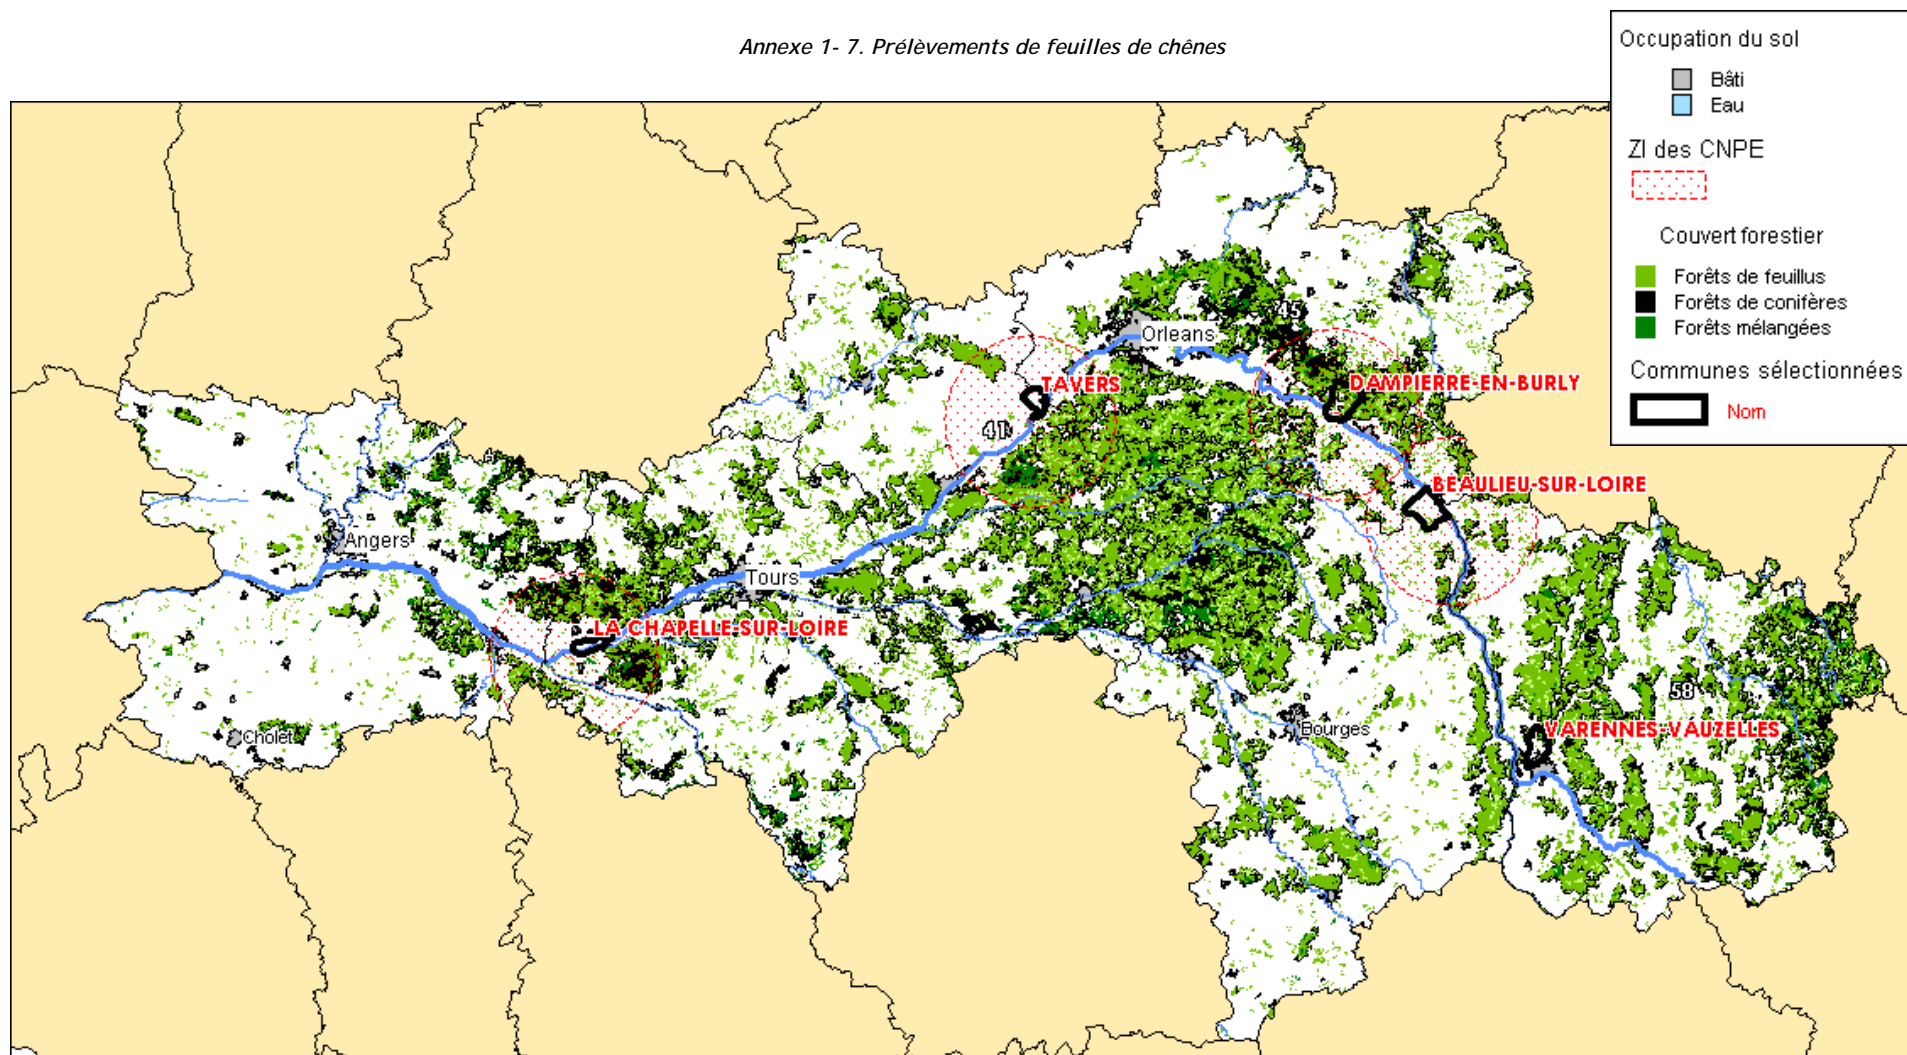 Annexe 1- 7. Prélèvements de feuilles de chênes
Occupation du sol
Bâti
Eau
ZI des CNPE
Couvert forestier
Forêts de feuillus
Forêts de conifères
Forêts mélangées
Communes sélectionnées
Nom
45
Orleans
TAVERS
DAMPIERRE-EN-BURLY
41
BEAULIEU-SUR-LOIRE
Angers
Tours
LA CHAPELLE-SUR-LOIRE
58
Cholet
Bourges
VARENNES-VAUZELLES